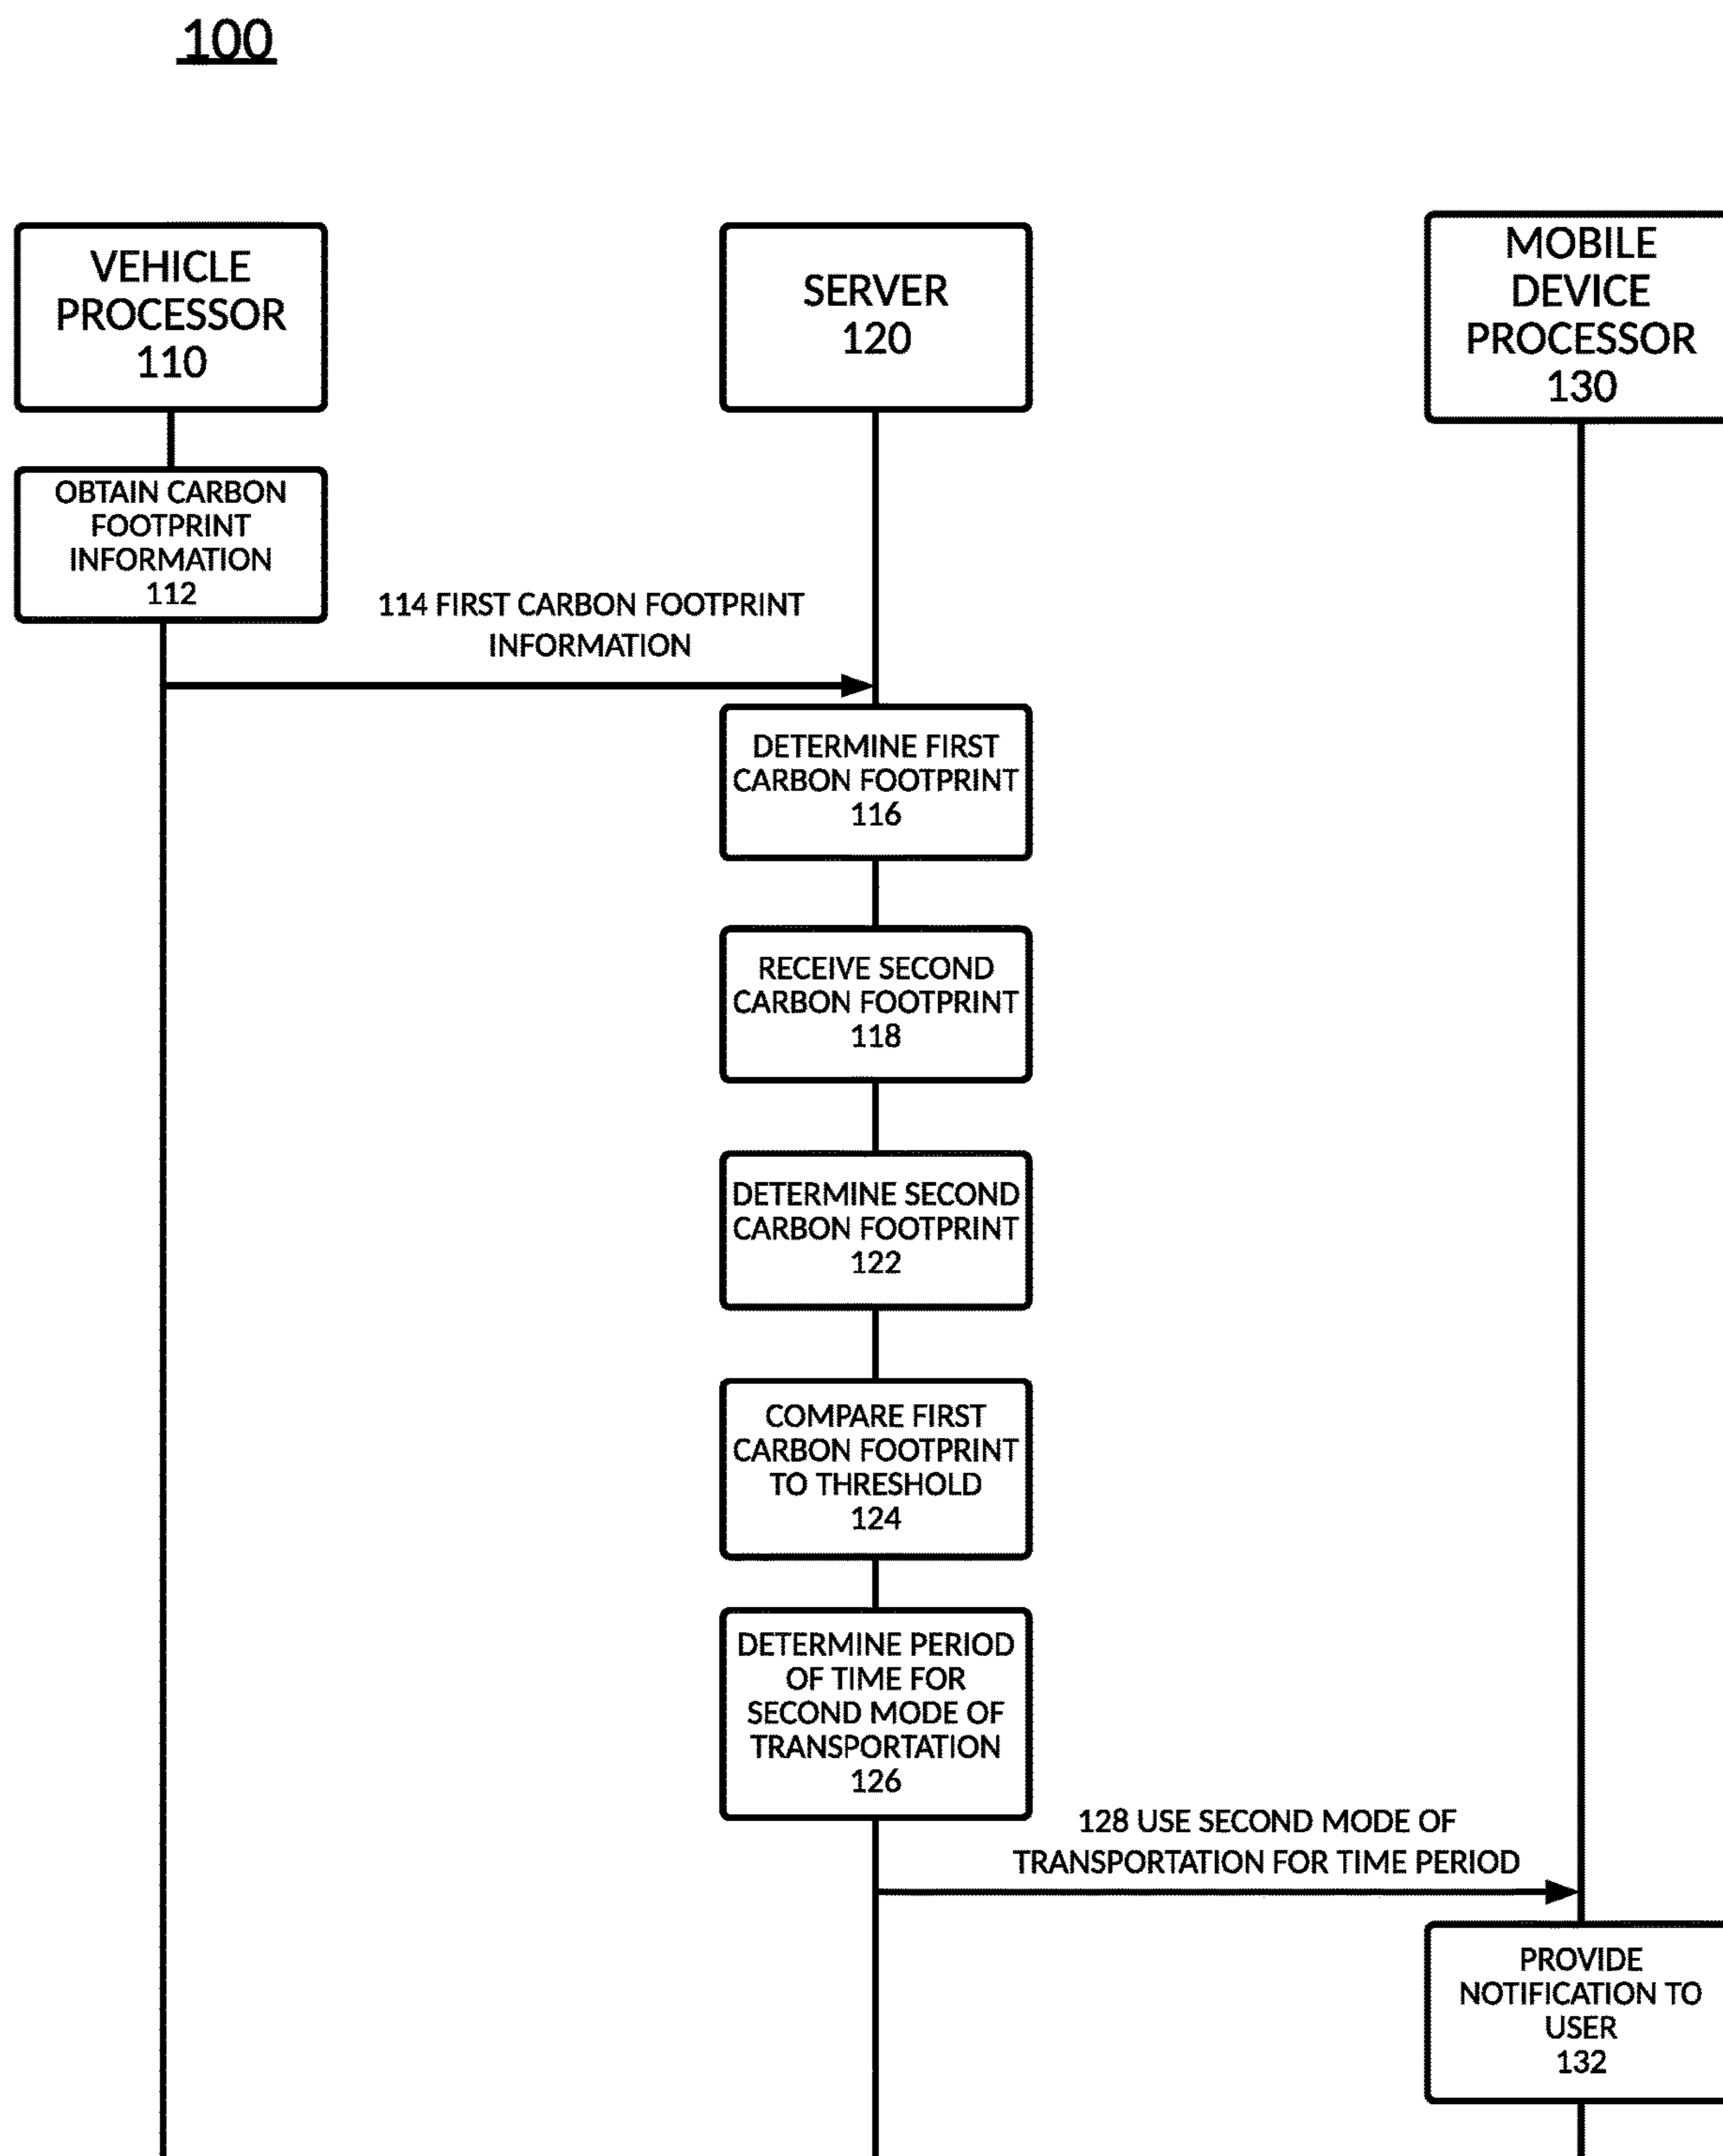 100
VEHICLE
PROCESSOR
110
SERVER
120
MOBILE
DEVICE
PROCESSOR
130
OBTAIN CARBON
FOOTPRINT
INFORMATION
112
114 FIRST CARBON FOOTPRINT
INFORMATION
DETERMINE FIRST
CARBON FOOTPRINT
116
RECEIVE SECOND
CARBON FOOTPRINT
118
DETERMINE SECOND
CARBON FOOTPRINT
122
COMPARE FIRST
CARBON FOOTPRINT
TO THRESHOLD
124
DETERMINE PERIOD
OF TIME FOR
SECOND MODE OF
TRANSPORTATION
126
128 USE SECOND MODE OF
TRANSPORTATION FOR TIME PERIOD
PROVIDE
NOTIFICATION TO
USER
132